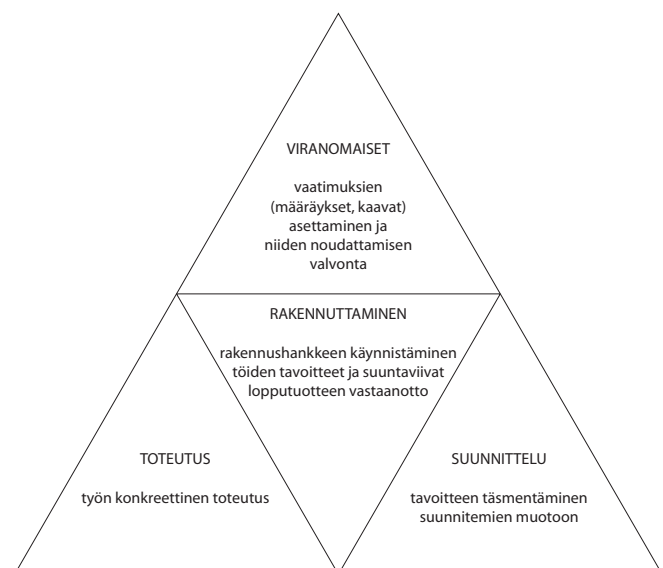 VIRANOMAISET
vaatimuksien
(määräykset, kaavat)
asettaminen ja
niiden noudattamisen
valvonta
RAKENNUTTAMINEN
rakennushankkeen käynnistäminen
töiden tavoitteet ja suuntaviivat
lopputuotteen vastaanotto
TOTEUTUS
työn konkreettinen toteutus
SUUNNITTELU
tavoitteen täsmentäminen
suunnitemien muotoon